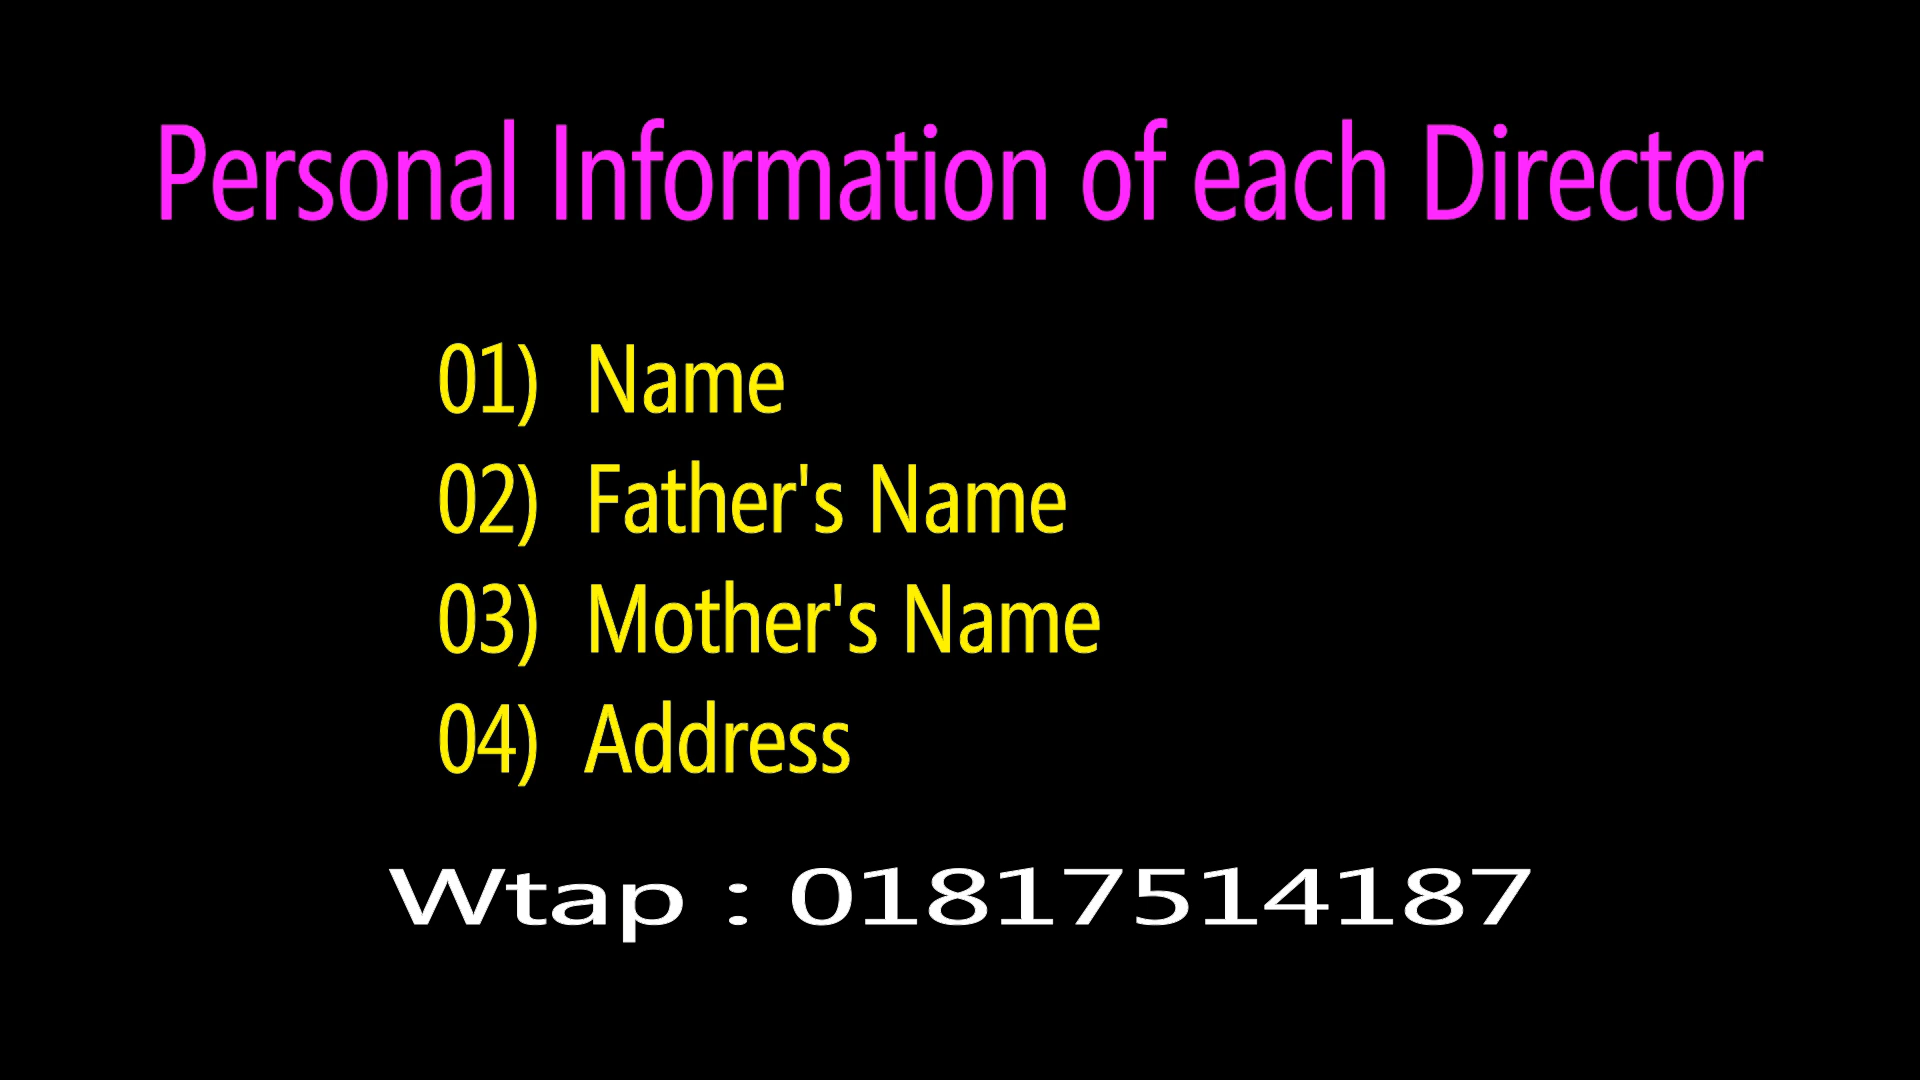 Personal Information of each Director
01) Name
02) Father's Name
03) Mother's Name
04) Address
Wtap : 01817514187